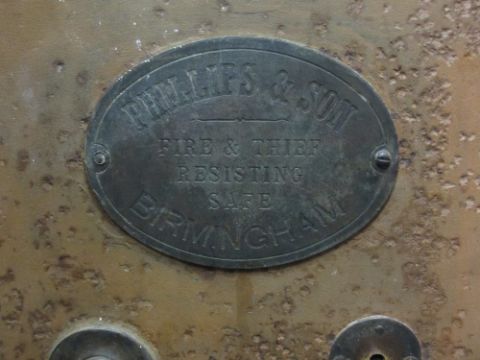 PHILLIPS & SON
FIRE & THIEF
RESISTING
SAFE
BIRMINGHAM